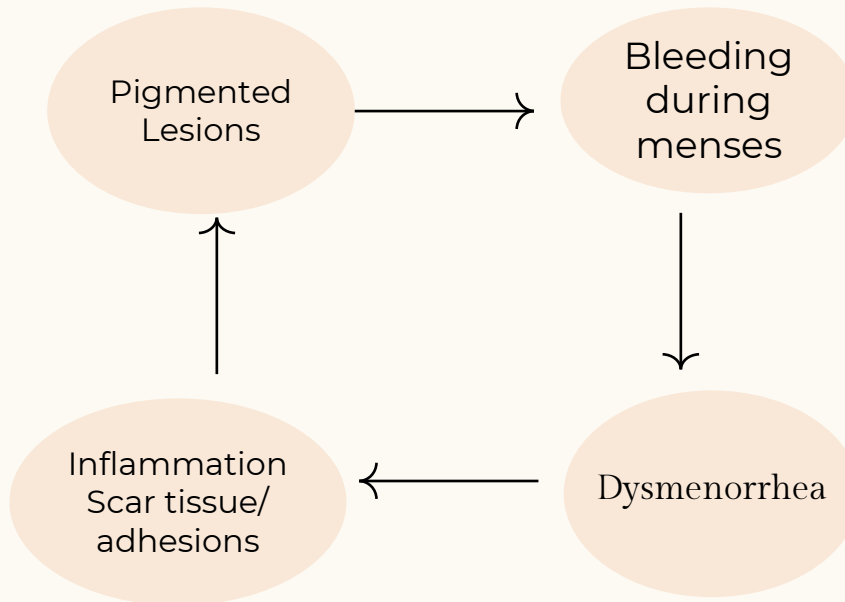 Pigmented
Lesions
Bleeding
during
menses
Dysmenorrhea
Inflammation
Scar tissue/
adhesions